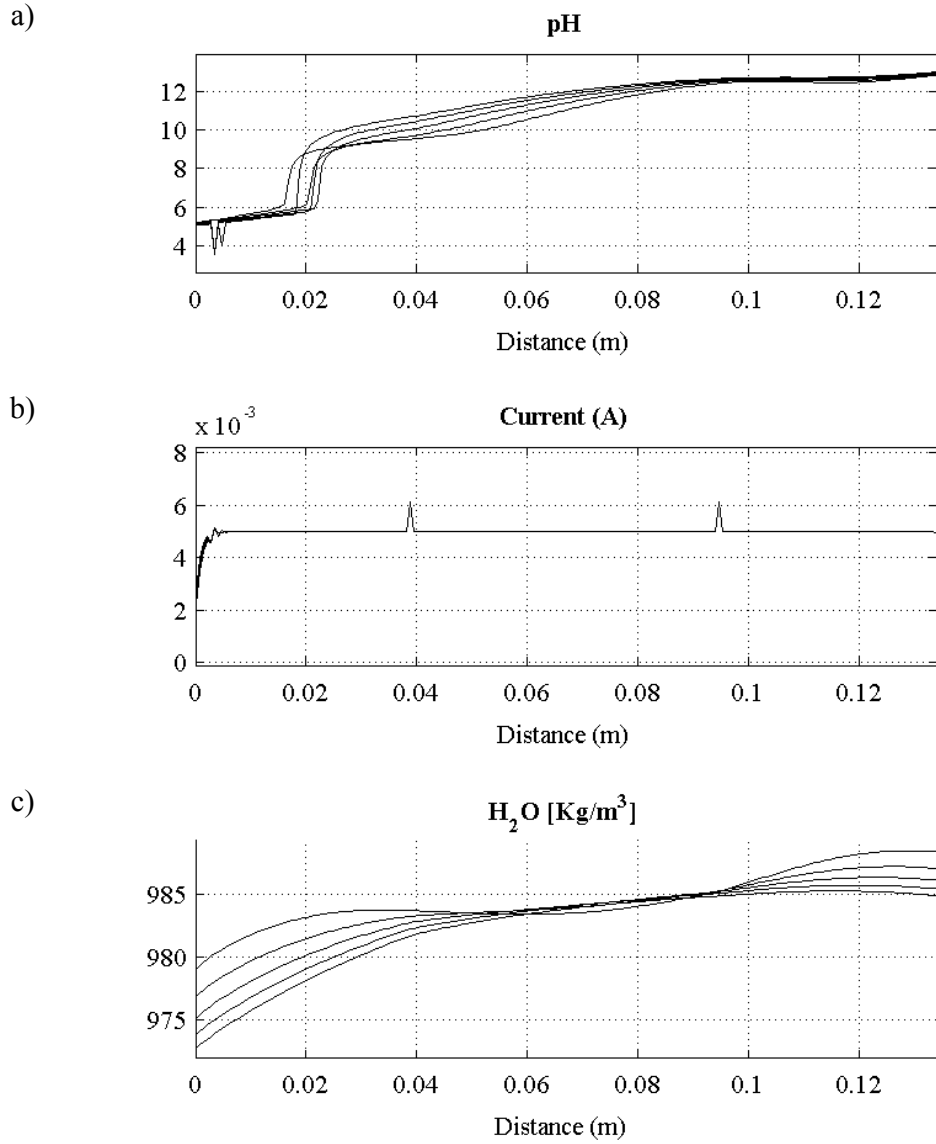 a)
pH
12
10
8
6
4
0 0.02 0.04 0.06 0.08 0.1 0.12
Distance (m)
b)
x 10⁻³
Current (A)
8
6
4
2
0
0 0.02 0.04 0.06 0.08 0.1 0.12
Distance (m)
c)
H₂O [Kg/m³]
985
980
975
0 0.02 0.04 0.06 0.08 0.1 0.12
Distance (m)